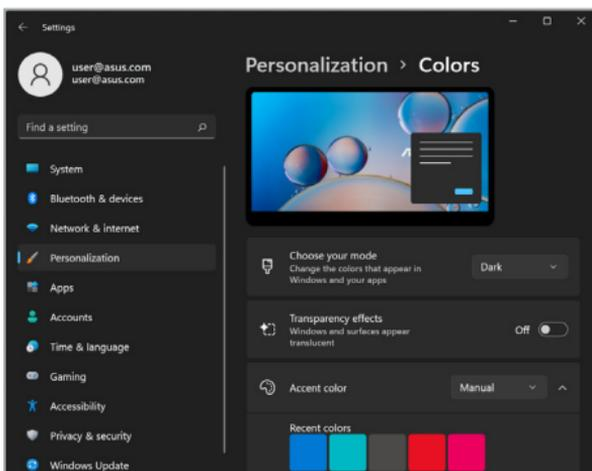 Settings
user@asus.com
user@asus.com
Find a setting
System
Bluetooth & devices
Network & internet
Personalization
Apps
Accounts
Time & language
Gaming
Accessibility
Privacy & security
Windows Update
Personalization > Colors
Choose your mode
Change the colors that appear in
Windows and your apps
Dark
Transparency effects
Windows and surfaces appear
translucent
Off
Accent color
Manual
Recent colors